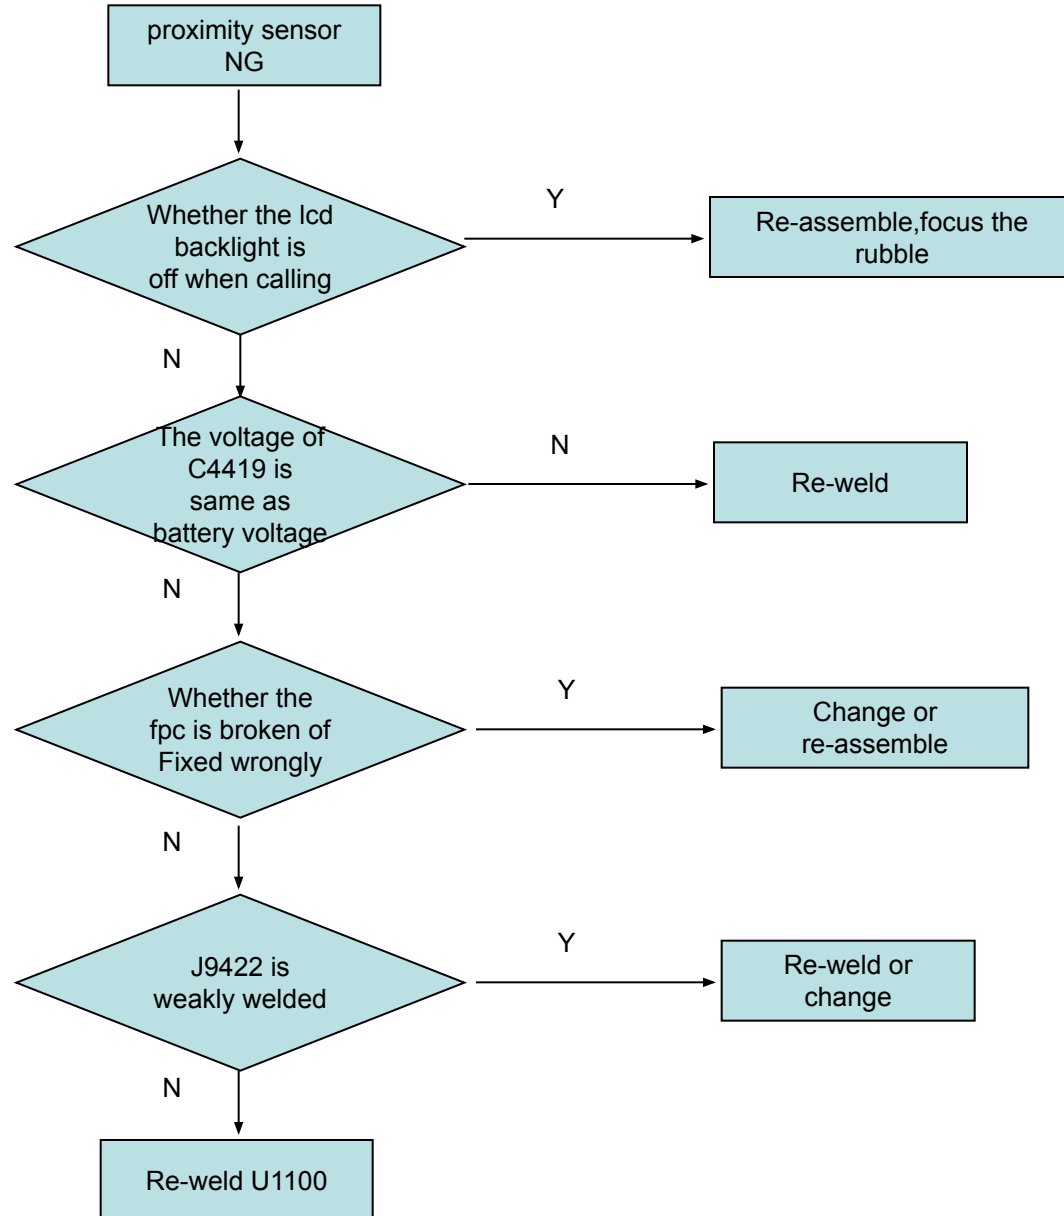 proximity sensor
NG
Whether the lcd
backlight is
off when calling
Y
Re-assemble,focus the
rubble
N
The voltage of
C4419 is
same as
battery voltage
N
Re-weld
N
Whether the
fpc is broken of
Fixed wrongly
Y
Change or
re-assemble
N
J9422 is
weakly welded
Y
Re-weld or
change
N
Re-weld U1100